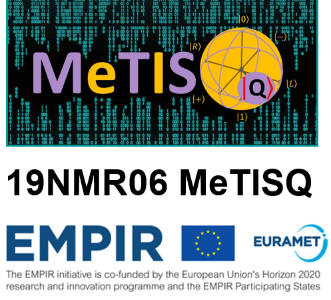 |0⟩
|R⟩
|−⟩
MeTISQ
|Q⟩
|L⟩
|+⟩
|1⟩
19NMR06 MeTISQ
EMPIR
EURAMET
The EMPIR initiative is co-funded by the European Union's Horizon 2020
research and innovation programme and the EMPIR Participating States